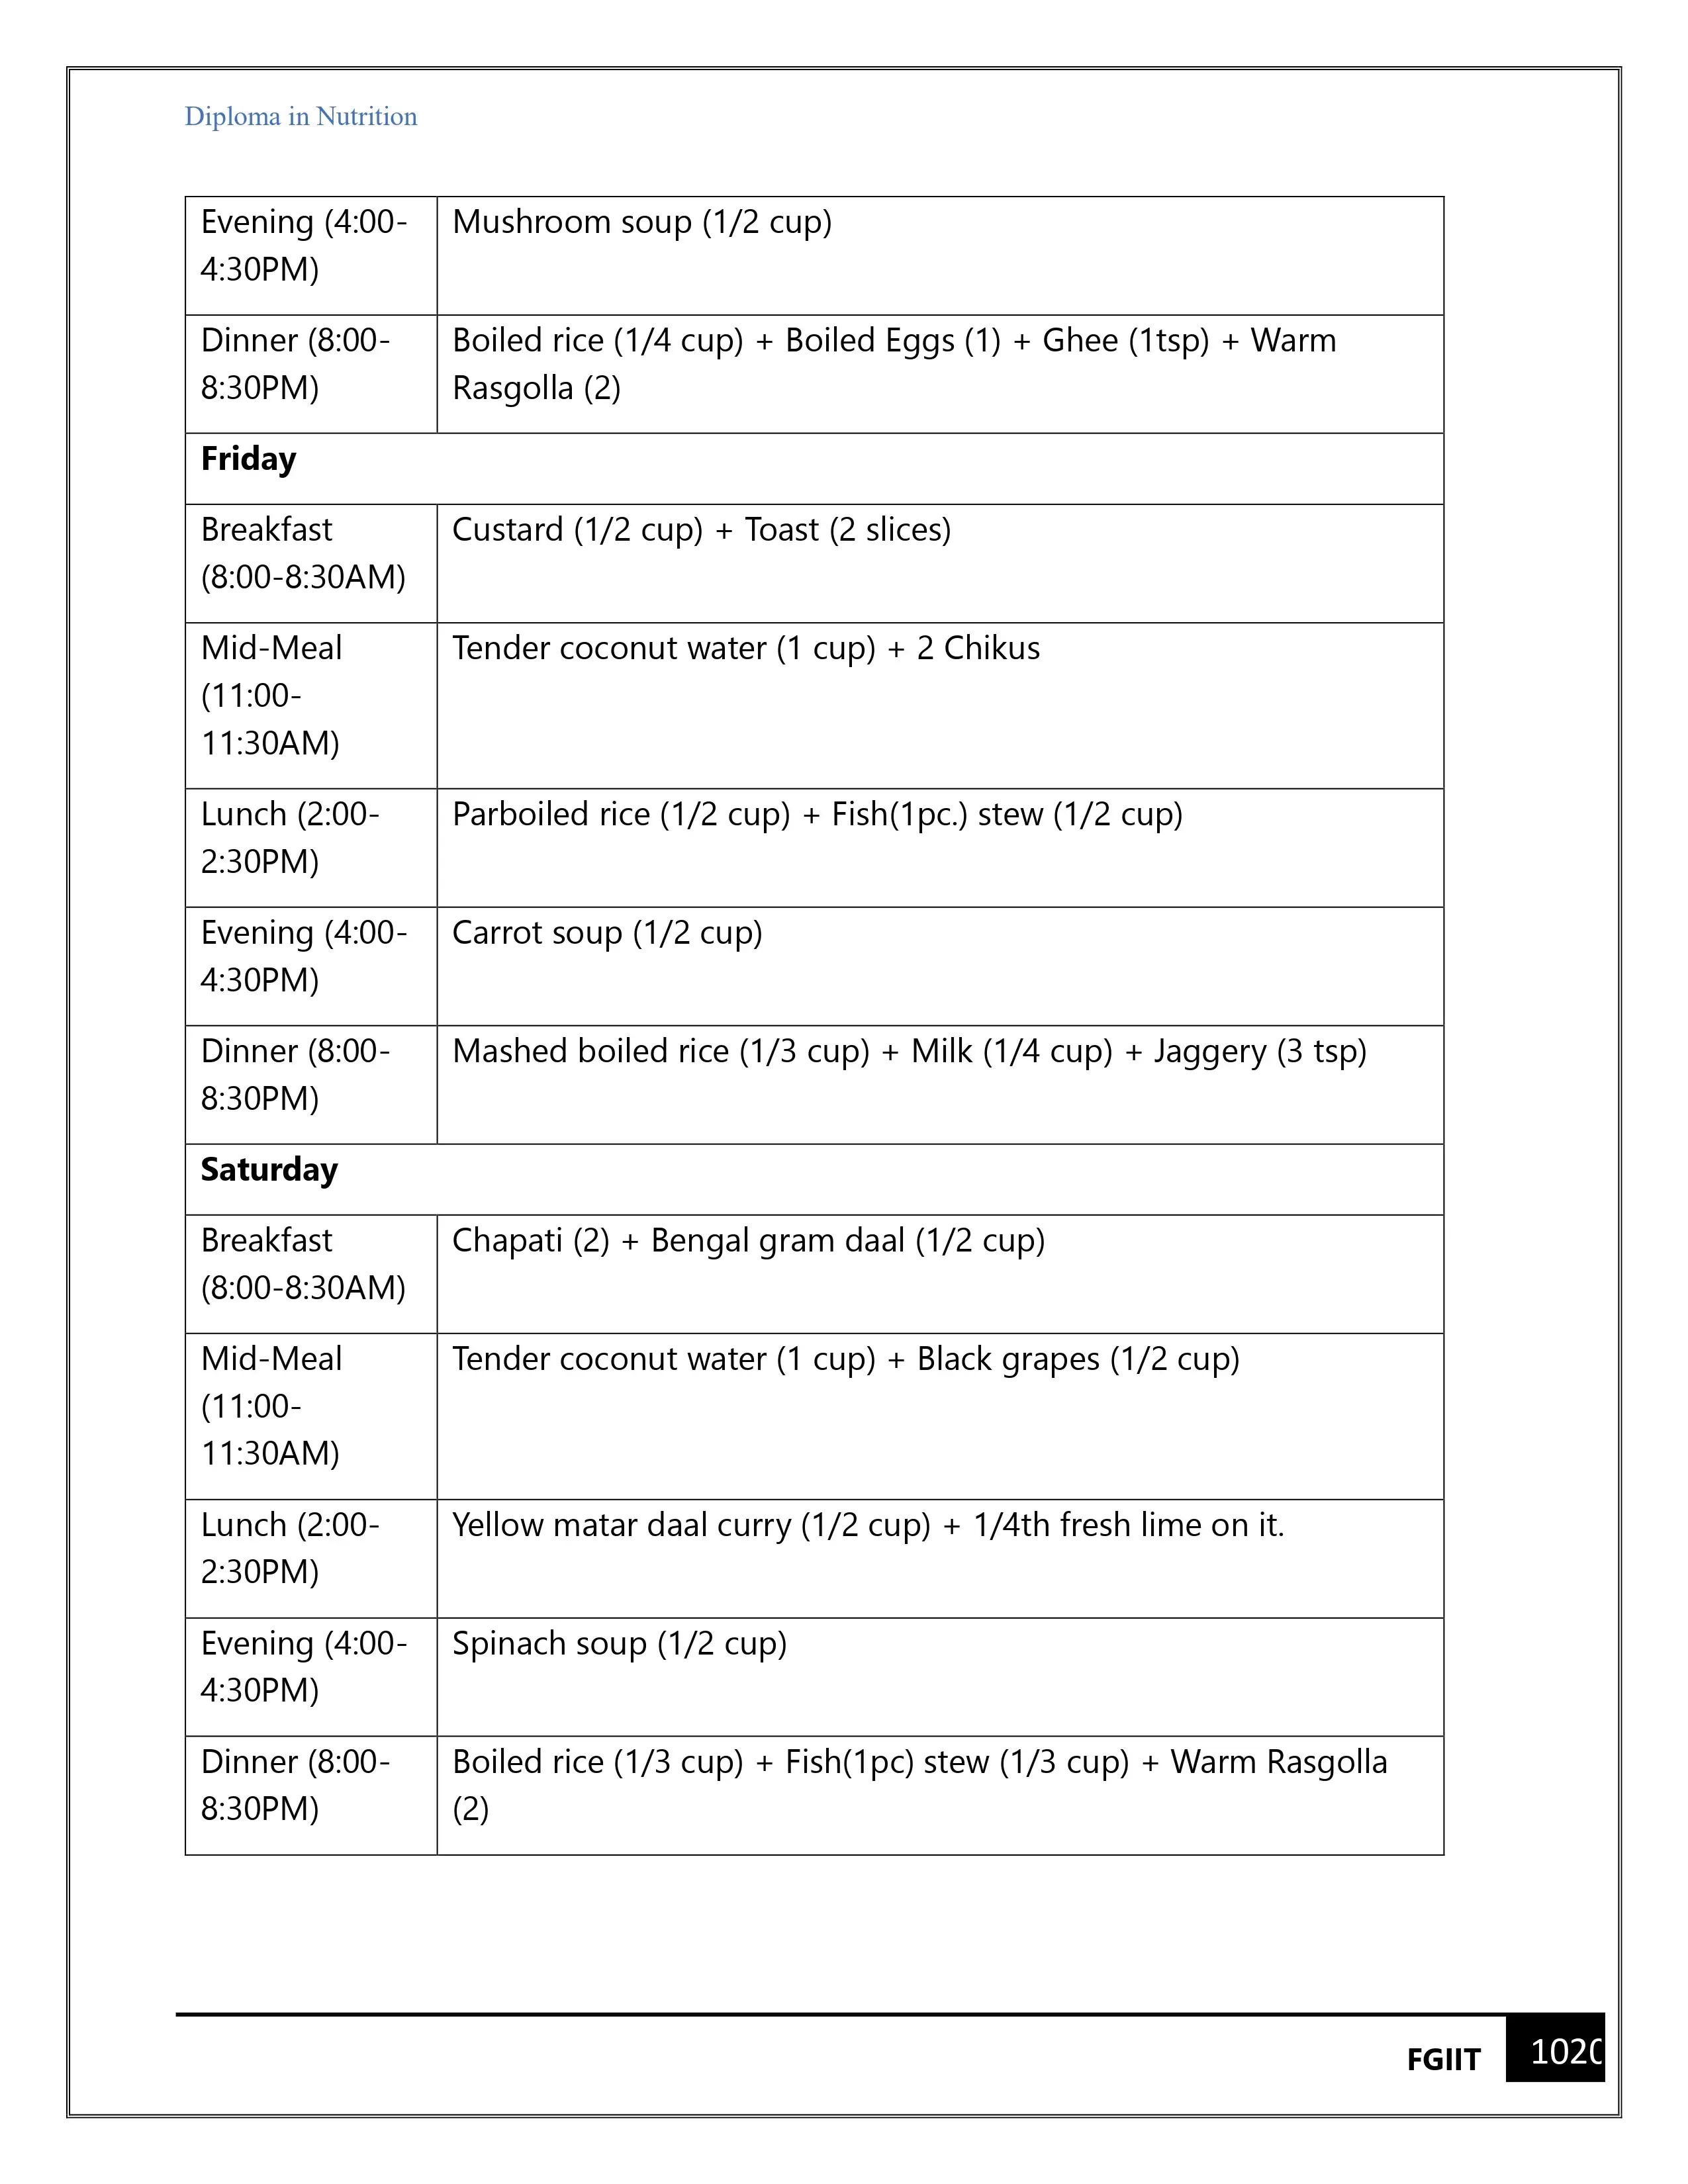 Diploma in Nutrition
Evening (4:00-
4:30PM)
Mushroom soup (1/2 cup)
Dinner (8:00-
8:30PM)
Boiled rice (1/4 cup) + Boiled Eggs (1) + Ghee (1tsp) + Warm
Rasgolla (2)
Friday
Breakfast
(8:00-8:30AM)
Custard (1/2 cup) + Toast (2 slices)
Mid-Meal
(11:00-
11:30AM)
Tender coconut water (1 cup) + 2 Chikus
Lunch (2:00-
2:30PM)
Parboiled rice (1/2 cup) + Fish(1pc.) stew (1/2 cup)
Evening (4:00-
4:30PM)
Carrot soup (1/2 cup)
Dinner (8:00-
8:30PM)
Mashed boiled rice (1/3 cup) + Milk (1/4 cup) + Jaggery (3 tsp)
Saturday
Breakfast
(8:00-8:30AM)
Chapati (2) + Bengal gram daal (1/2 cup)
Mid-Meal
(11:00-
11:30AM)
Tender coconut water (1 cup) + Black grapes (1/2 cup)
Lunch (2:00-
2:30PM)
Yellow matar daal curry (1/2 cup) + 1/4th fresh lime on it.
Evening (4:00-
4:30PM)
Spinach soup (1/2 cup)
Dinner (8:00-
8:30PM)
Boiled rice (1/3 cup) + Fish(1pc) stew (1/3 cup) + Warm Rasgolla
(2)
FGIIT
1020